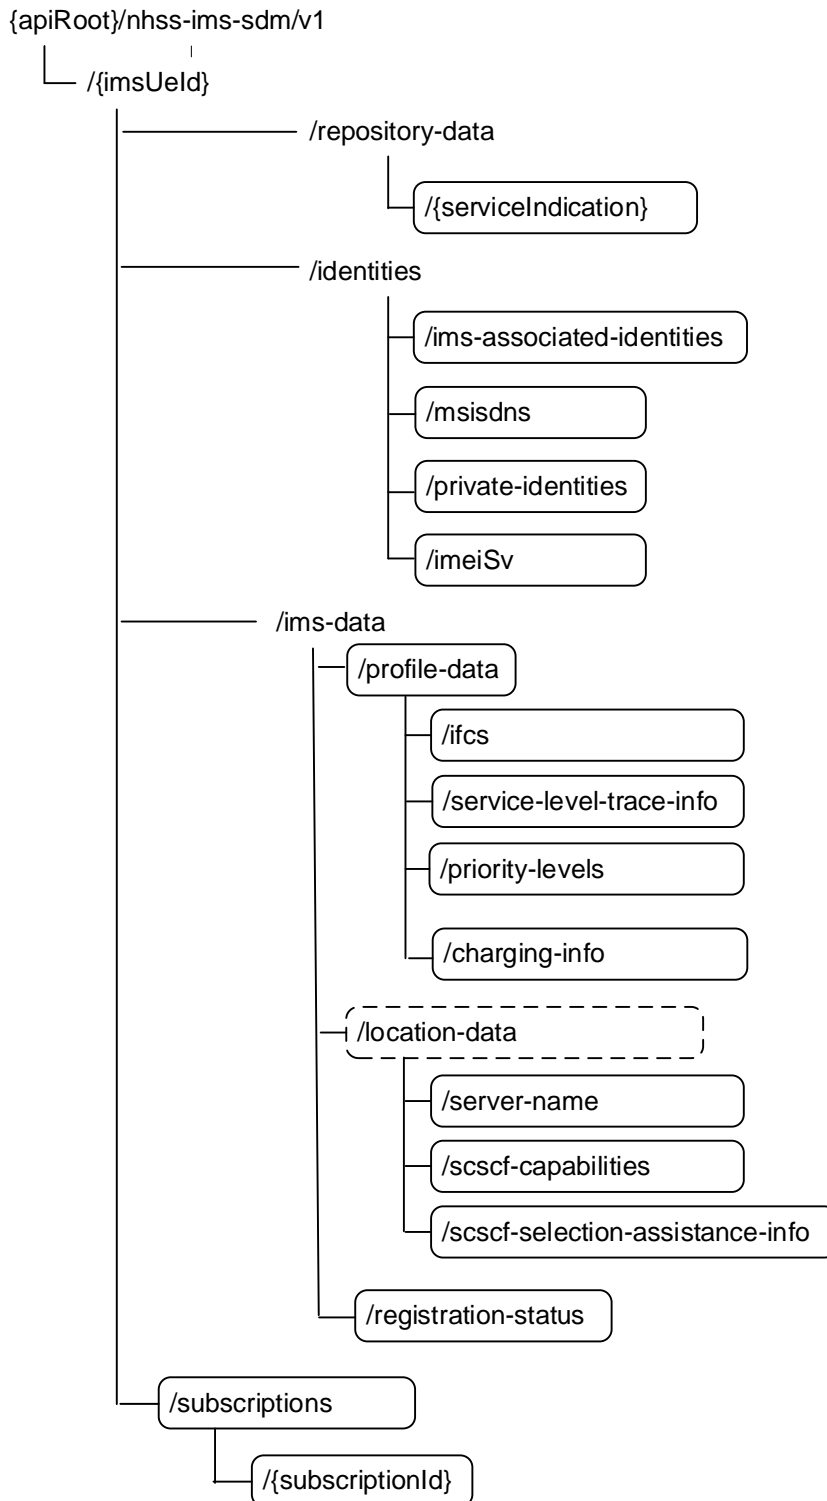 {apiRoot}/nhss-ims-sdm/v1
/{imsUeId}
/repository-data
/{serviceIndication}
/identities
/ims-associated-identities
/msisdns
/private-identities
/imeiSv
/ims-data
/profile-data
/ifcs
/service-level-trace-info
/priority-levels
/charging-info
/location-data
/server-name
/scscf-capabilities
/scscf-selection-assistance-info
/registration-status
/subscriptions
/{subscriptionId}